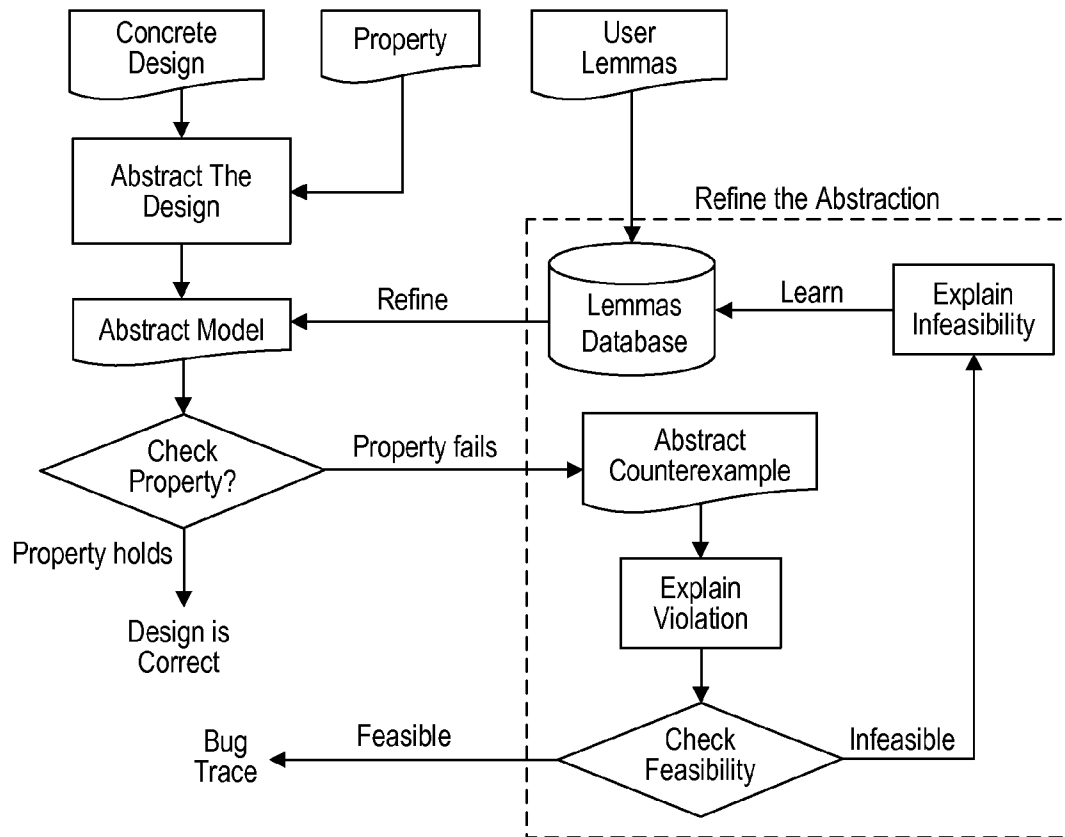 Concrete
Design
Property
User
Lemmas
Abstract The
Design
Refine the Abstraction
Abstract Model
Refine
Lemmas
Database
Learn
Explain
Infeasibility
Check
Property?
Property fails
Abstract
Counterexample
Property holds
Explain
Violation
Design is
Correct
Bug
Trace
Feasible
Check
Feasibility
Infeasible